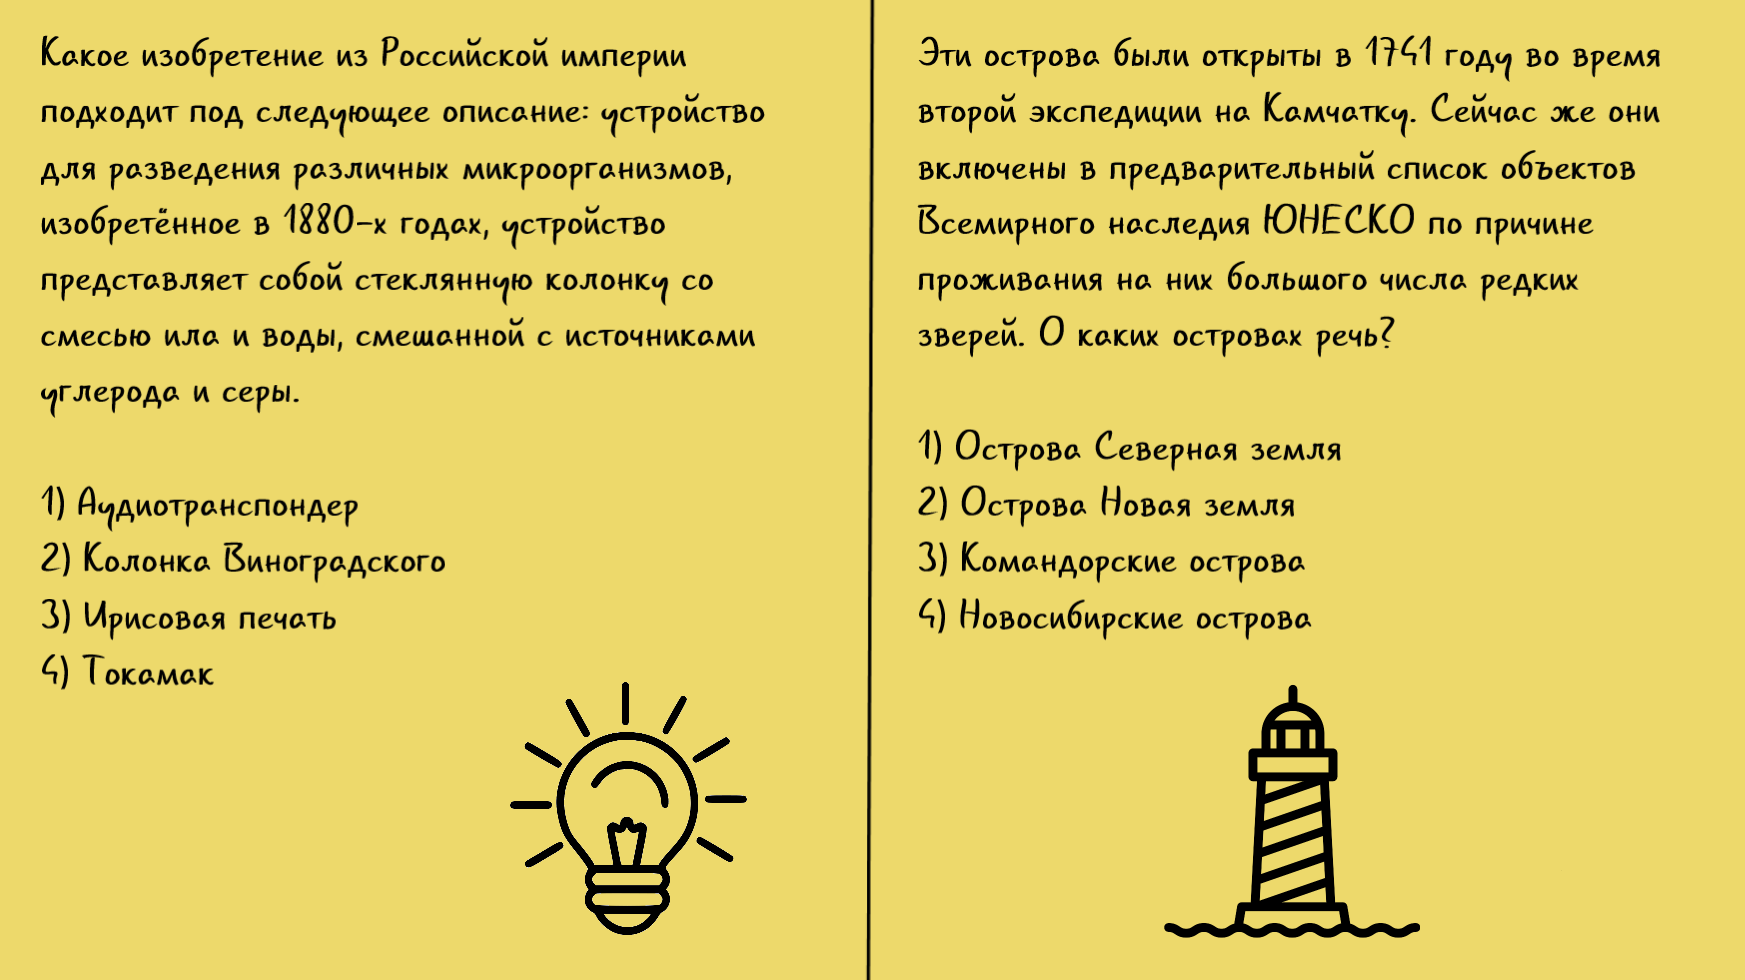 Какое изобретение из Российской империи
подходит под следующее описание: устройство
для разведения различных микроорганизмов,
изобретённое в 1880-х годах, устройство
представляет собой стеклянную колонку со
смесью ила и воды, смешанной с источниками
углерода и серы.
1) Аудиотранспондер
2) Колонка Виноградского
3) Ирисовая печать
4) Токамак
Эти острова были открыты в 1741 году во время
второй экспедиции на Камчатку. Сейчас же они
включены в предварительный список объектов
Всемирного наследия ЮНЕСКО по причине
проживания на них большого числа редких
зверей. О каких островах речь?
1) Острова Северная земля
2) Острова Новая земля
3) Командорские острова
4) Новосибирские острова